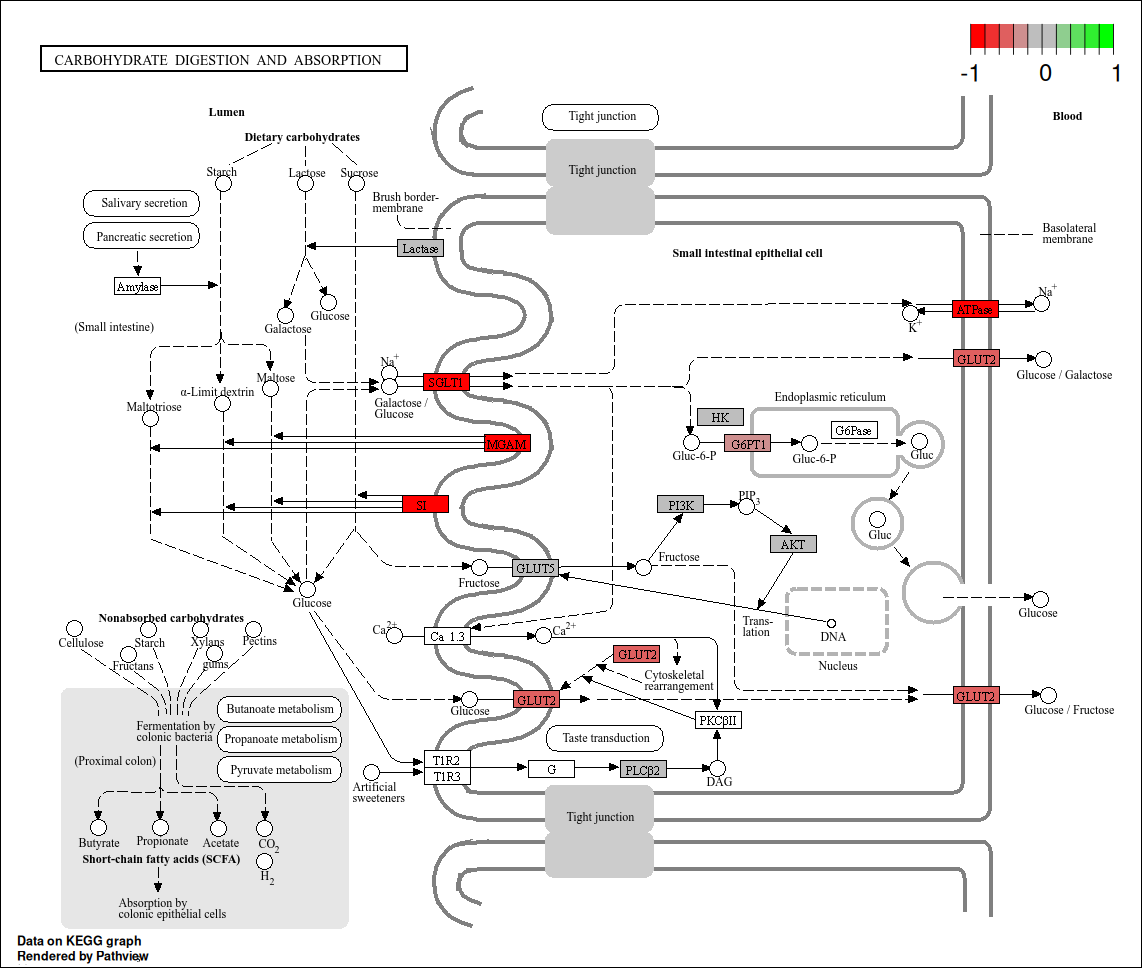 CARBOHYDRATE DIGESTION AND ABSORPTION
-1 0 1
Lumen
Dietary carbohydrates
Starch
Lactose
Sucrose
Tight junction
Tight junction
Blood
Salivary secretion
Pancreatic secretion
Brush border-
membrane
Lactase
Small intestinal epithelial cell
Basolateral
membrane
Amylase
(Small intestine)
Galactose
Glucose
ATPase
Na+
K+
GLUT2
Glucose / Galactose
Maltotriose
α-Limit dextrin
Maltose
Na+
Galactose /
Glucose
SGLT1
Endoplasmic reticulum
HK
G6Pase
Gluc-6-P
G6PT1
Gluc-6-P
Gluc
MGAM
SI
PI3K
PIP3
AKT
Gluc
Fructose
GLUT5
Fructose
Glucose
Glucose
Trans-
lation
DNA
Nucleus
Nonabsorbed carbohydrates
Cellulose
Starch
Xylans
Pectins
Fructans
gums
Ca2+
Ca 1.3
Ca2+
GLUT2
Cytoskeletal
rearrangement
Glucose
GLUT2
GLUT2
Glucose / Fructose
PKCβII
Butanoate metabolism
Propanoate metabolism
Pyruvate metabolism
Fermentation by
colonic bacteria
(Proximal colon)
Taste transduction
T1R2
T1R3
G
PLCβ2
DAG
Artificial
sweeteners
Tight junction
Butyrate
Propionate
Acetate
CO2
Short-chain fatty acids (SCFA)
H2
Absorption by
colonic epithelial cells
Data on KEGG graph
Rendered by Pathview